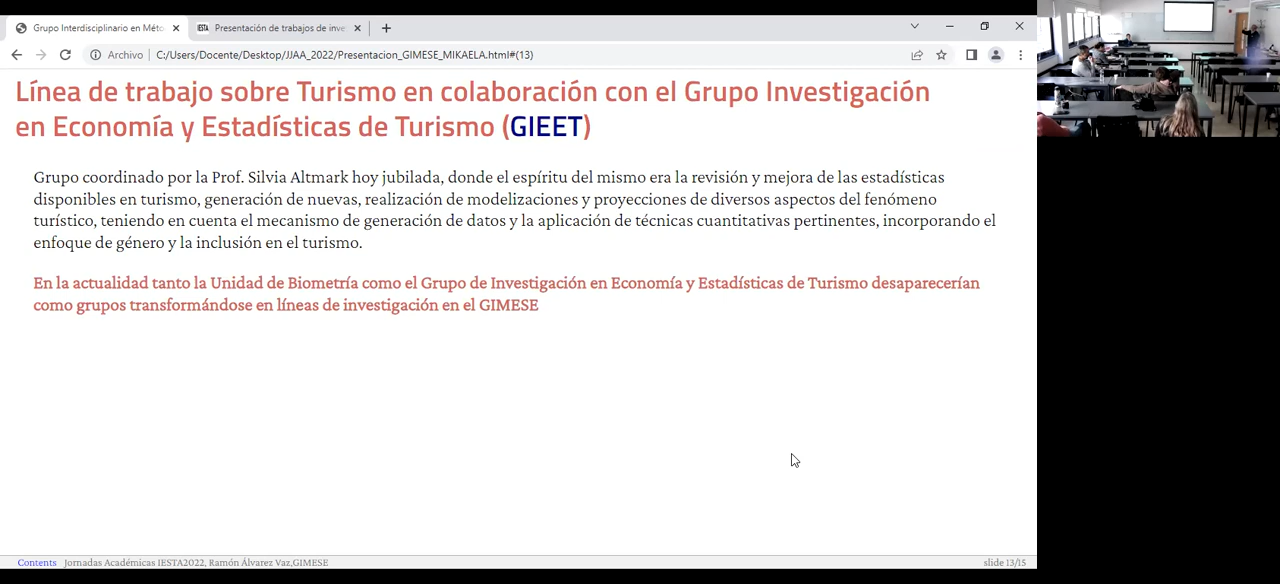 Grupo Interdisciplinario en Méto
Presentación de trabajos de inve
Archivo
C:/Users/Docente/Desktop/JJAA_2022/Presentacion_GIMESE_MIKAELA.html#(13)
Línea de trabajo sobre Turismo en colaboración con el Grupo Investigación
en Economía y Estadísticas de Turismo (GIEET)
Grupo coordinado por la Prof. Silvia Altmark hoy jubilada, donde el espíritu del mismo era la revisión y mejora de las estadísticas
disponibles en turismo, generación de nuevas, realización de modelizaciones y proyecciones de diversos aspectos del fenómeno
turístico, teniendo en cuenta el mecanismo de generación de datos y la aplicación de técnicas cuantitativas pertinentes, incorporando el
enfoque de género y la inclusión en el turismo.
En la actualidad tanto la Unidad de Biometría como el Grupo de Investigación en Economía y Estadísticas de Turismo desaparecerían
como grupos transformándose en líneas de investigación en el GIMESE
Contents Jornadas Académicas IESTA2022, Ramón Álvarez Vaz,GIMESE
slide 13/15